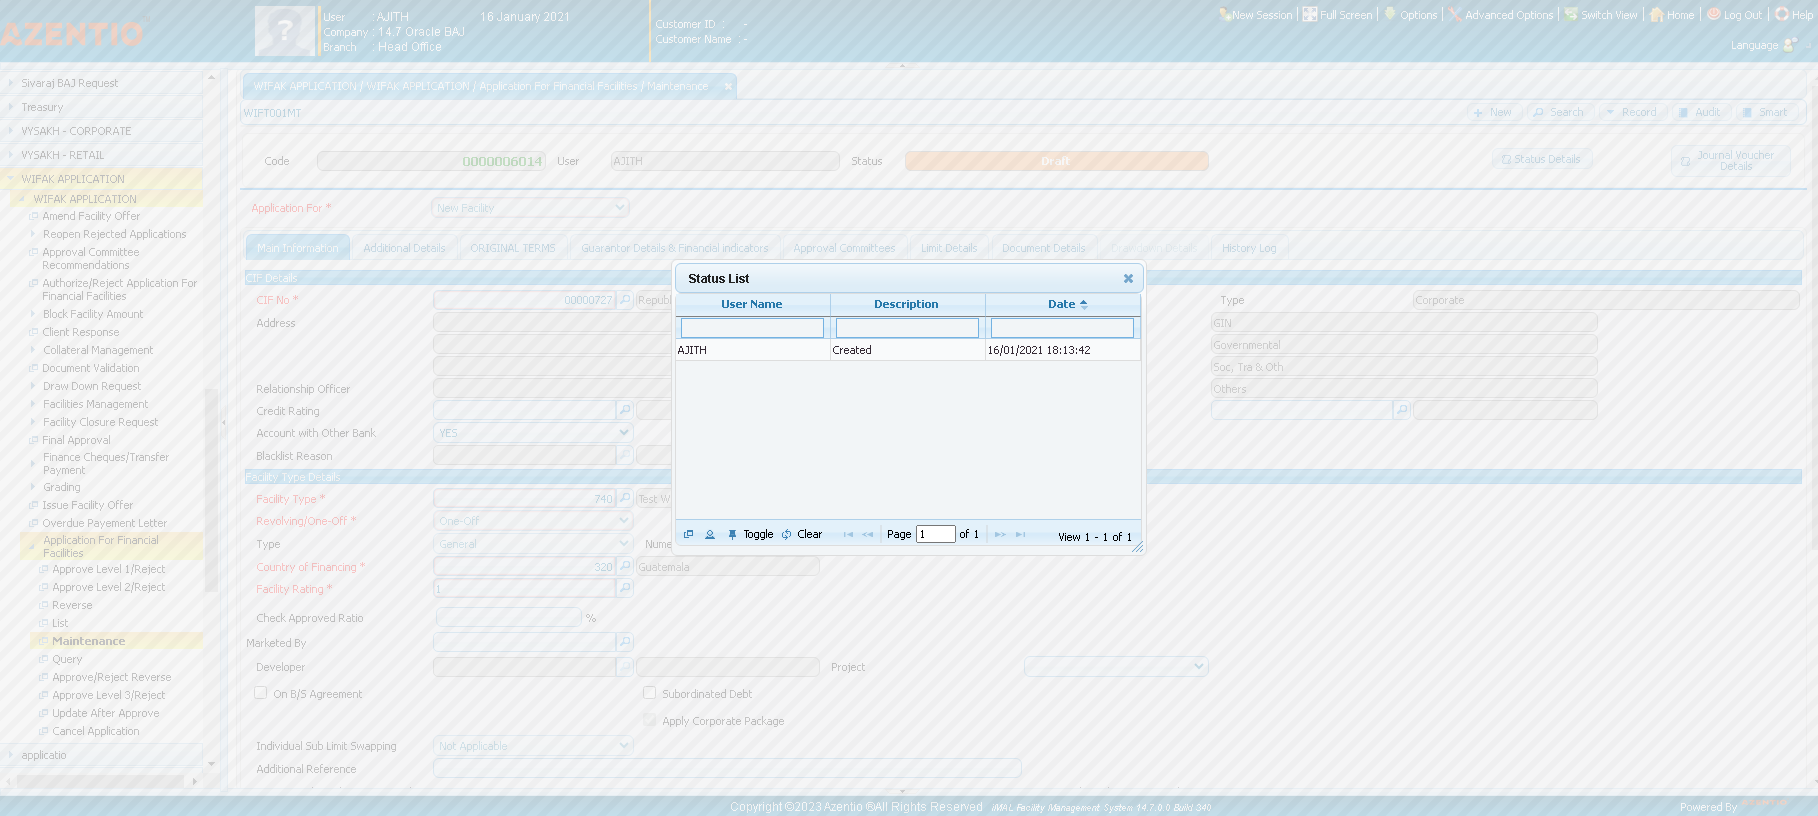 AZENTIO
User : AJITH 16 January 2021
Company : 14.7 Oracle BAJ
Branch : Head Office
Customer ID : -
Customer Name : -
New Session Full Screen Options Advanced Options Switch View Home Log Out Help
Language
Sivaraj BAJ Request
Treasury
VYSAKH - CORPORATE
VYSAKH - RETAIL
WIFAK APPLICATION
WIFAK APPLICATION
Amend Facility Offer
Reopen Rejected Applications
Approval Committee
Recommendations
Authorize/Reject Application For
Financial Facilities
Block Facility Amount
Client Response
Collateral Management
Document Validation
Draw Down Request
Facilities Management
Facility Closure Request
Final Approval
Finance Cheques/Transfer
Payment
Grading
Issue Facility Offer
Overdue Payement Letter
Application For Financial
Facilities
Approve Level 1/Reject
Approve Level 2/Reject
Reverse
List
Maintenance
Query
Approve/Reject Reverse
Approve Level 3/Reject
Update After Approve
Cancel Application
applicatio
WIFAK APPLICATION / WIFAK APPLICATION / Application For Financial Facilities / Maintenance
WIFT001MT
New Search Record Audit Smart
Code 0000006014 User AJITH Status Draft Status Details Journal Voucher
Details
Application For * New Facility
Main Information Additional Details ORIGINAL TERMS Guarantor Details & Financial indicators Approval Committees Limit Details Document Details History Log
CIF Details
CIF No * 00000727 Republ Type Corporate
Address GIN
Governmental
Soc, Tra & Oth
Relationship Officer Others
Credit Rating
Account with Other Bank YES
Blacklist Reason
Facility Type Details
Facility Type * 740 Test W
Revolving/One-Off * One-Off
Type General Nume
Country of Financing * 320 Guatemala
Facility Rating * 1
Check Approved Ratio %
Marketed By
Developer Project
On B/S Agreement Subordinated Debt
Apply Corporate Package
Individual Sub Limit Swapping Not Applicable
Additional Reference
Status List
User Name Description Date
AJITH Created 16/01/2021 18:13:42
Toggle Clear Page 1 of 1 View 1 - 1 of 1
Copyright ©2023 Azentio ®All Rights Reserved iMAL Facility Management System 14.7.0.0 Build 340
Powered By AZENTIO